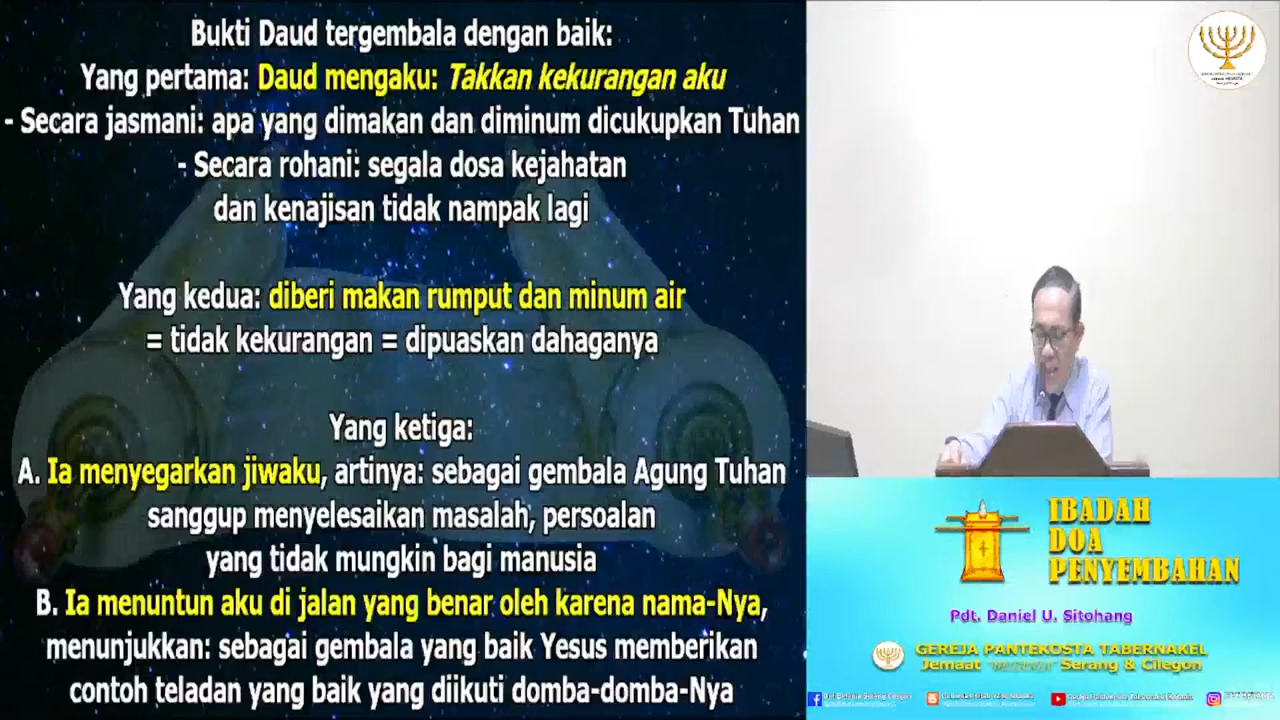 Bukti Daud tergembala dengan baik:
Yang pertama: Daud mengaku: Takkan kekurangan aku
- Secara jasmani: apa yang dimakan dan diminum dicukupkan Tuhan
- Secara rohani: segala dosa kejahatan
dan kenajisan tidak nampak lagi
Yang kedua: diberi makan rumput dan minum air
= tidak kekurangan = dipuaskan dahaganya
Yang ketiga:
A. Ia menyegarkan jiwaku, artinya: sebagai gembala Agung Tuhan
sanggup menyelesaikan masalah, persoalan
yang tidak mungkin bagi manusia
B. Ia menuntun aku di jalan yang benar oleh karena nama-Nya,
menunjukkan: sebagai gembala yang baik Yesus memberikan
contoh teladan yang baik yang diikuti domba-domba-Nya
IBADAH
DOA
PENYEMBAHAN
Pdt. Daniel U. Sitohang
GEREJA PANTEKOSTA TABERNAKEL
Jemaat Serang & Cilegon